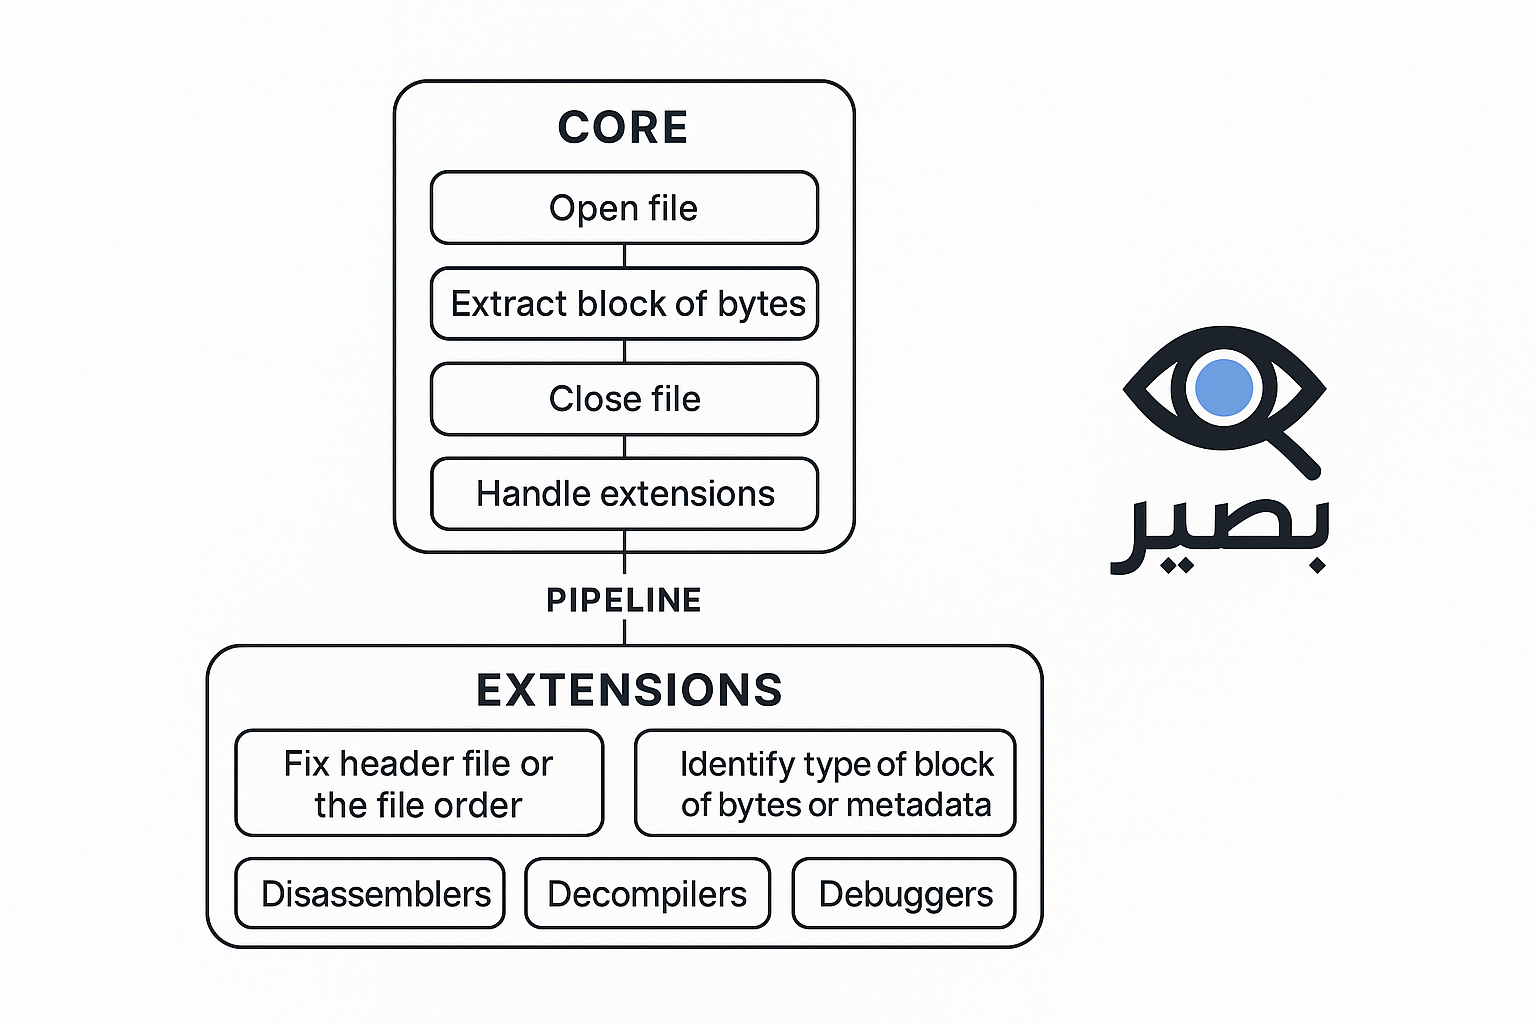 CORE
Open file
Extract block of bytes
Close file
Handle extensions
PIPELINE
EXTENSIONS
Fix header file or
the file order
Identify type of block
of bytes or metadata
Disassemblers
Decompilers
Debuggers
بصير